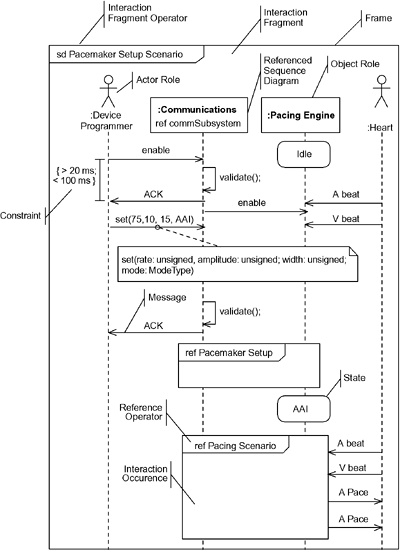 Interaction
Fragment Operator
Interaction
Fragment
Frame
sd Pacemaker Setup Scenario
Actor Role
Referenced
Sequence
Diagram
Object Role
:Device
Programmer
:Communications
ref commSubsystem
:Pacing Engine
:Heart
enable
Idle
{ > 20 ms;
< 100 ms }
validate();
ACK
enable
A beat
Constraint
set(75,10, 15, AAI)
V beat
set(rate: unsigned, amplitude: unsigned; width: unsigned;
mode: ModeType)
Message
validate();
ACK
ref Pacemaker Setup
State
AAI
Reference
Operator
ref Pacing Scenario
A beat
Interaction
Occurence
V beat
A Pace
A Pace